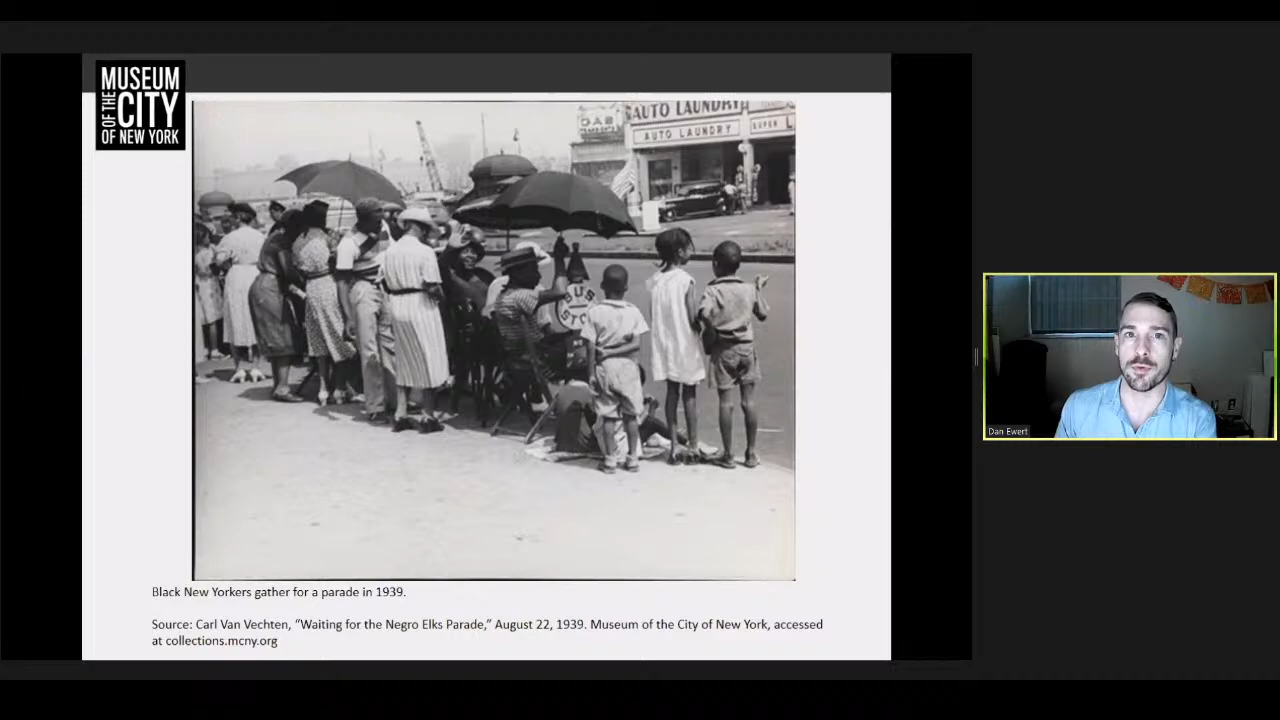 MUSEUM
OF THE
CITY
OF NEW YORK
GAS
AUTO LAUNDRY
AUTO LAUNDRY
SUPER
BUS
Black New Yorkers gather for a parade in 1939.
Source: Carl Van Vechten, “Waiting for the Negro Elks Parade,” August 22, 1939. Museum of the City of New York, accessed
at collections.mcny.org
Dan Ewert